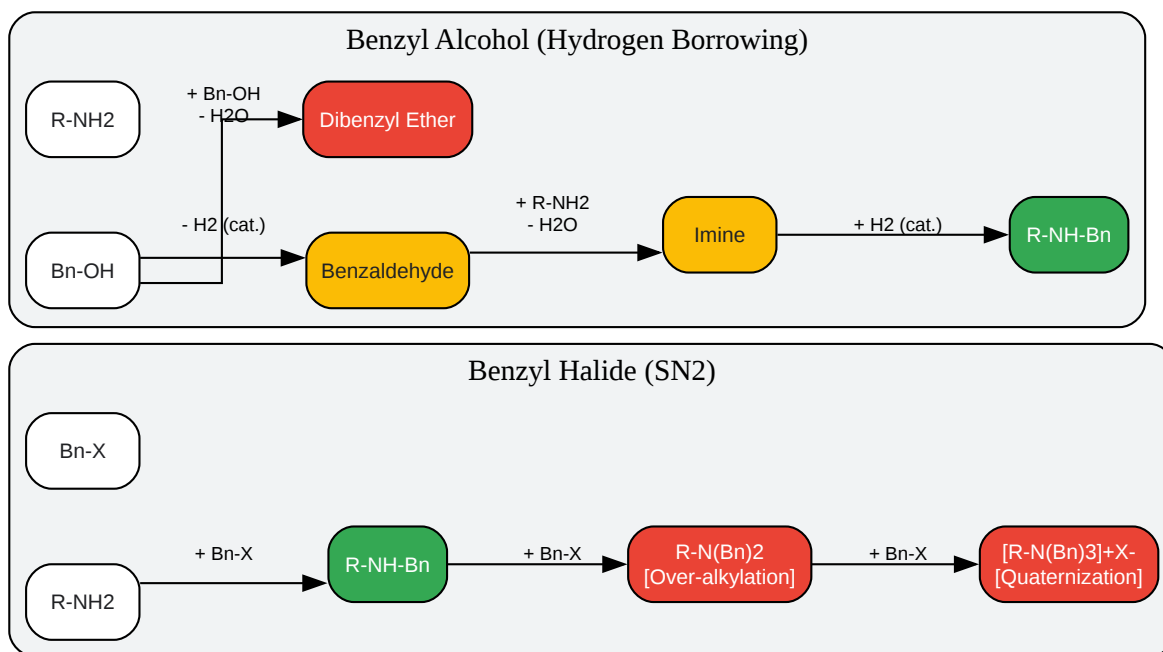 Benzyl Alcohol (Hydrogen Borrowing)
R-NH2
+ Bn-OH
- H2O
Dibenzyl Ether
Bn-OH
- H2 (cat.)
Benzaldehyde
+ R-NH2
- H2O
Imine
+ H2 (cat.)
R-NH-Bn
Benzyl Halide (SN2)
Bn-X
R-NH2
+ Bn-X
R-NH-Bn
+ Bn-X
R-N(Bn)2
[Over-alkylation]
+ Bn-X
[R-N(Bn)3]+X-
[Quaternization]